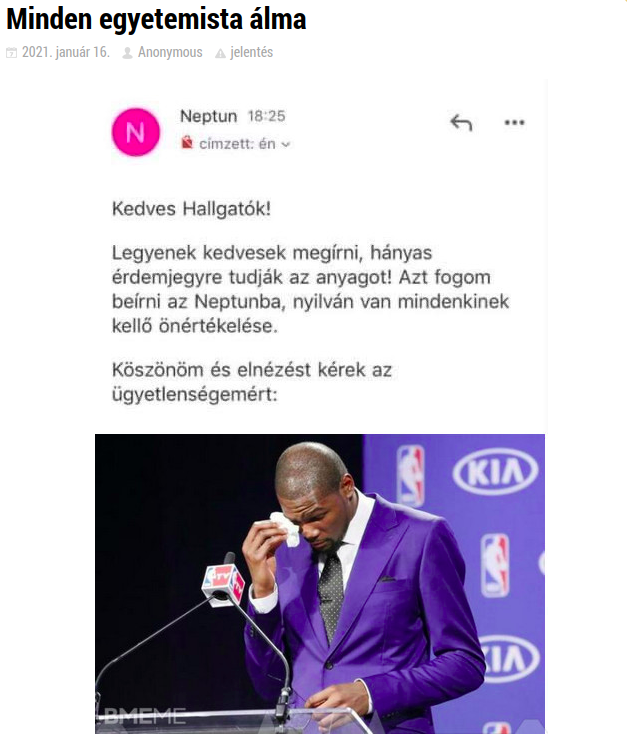 Minden egyetemista álma
2021. január 16. Anonymous jelentés
N
Neptun 18:25
címzett: én
Kedves Hallgatók!
Legyenek kedvesek megírni, hányas
érdemjegyre tudják az anyagot! Azt fogom
beírni az Neptunba, nyilván van mindenkinek
kellő önértékelése.
Köszönöm és elnézést kérek az
ügyetlenségemért:
KIA
TV
KIA
BMEME